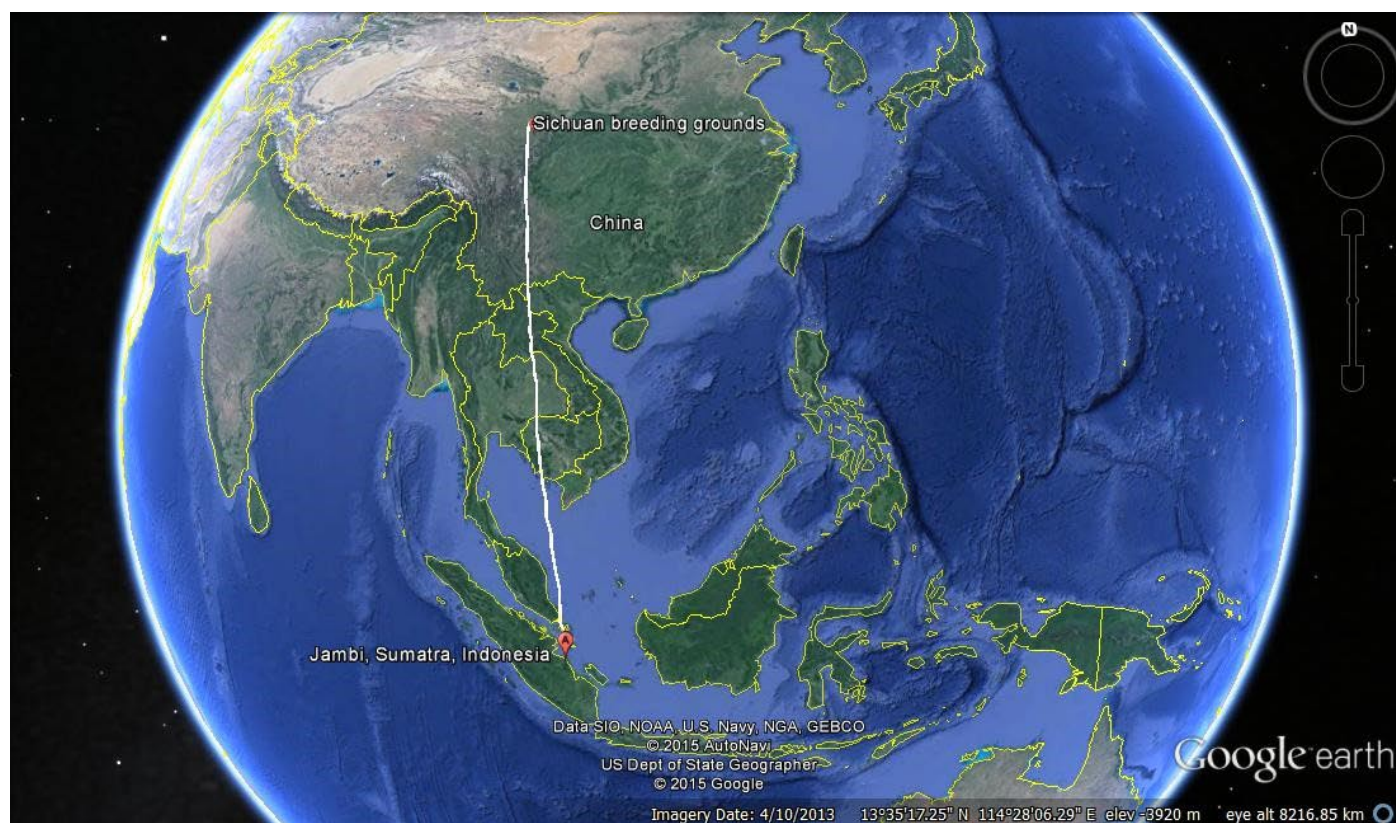 N
Sichuan breeding grounds
China
Jambi, Sumatra, Indonesia
A
Data SIO, NOAA, U.S. Navy, NGA, GEBCO
© 2015 AutoNavi
US Dept of State Geographer
© 2015 Google
Google earth
Imagery Date: 4/10/2013 13°35'17.25" N 114°28'06.29" E elev -3920 m eye alt 8216.85 km